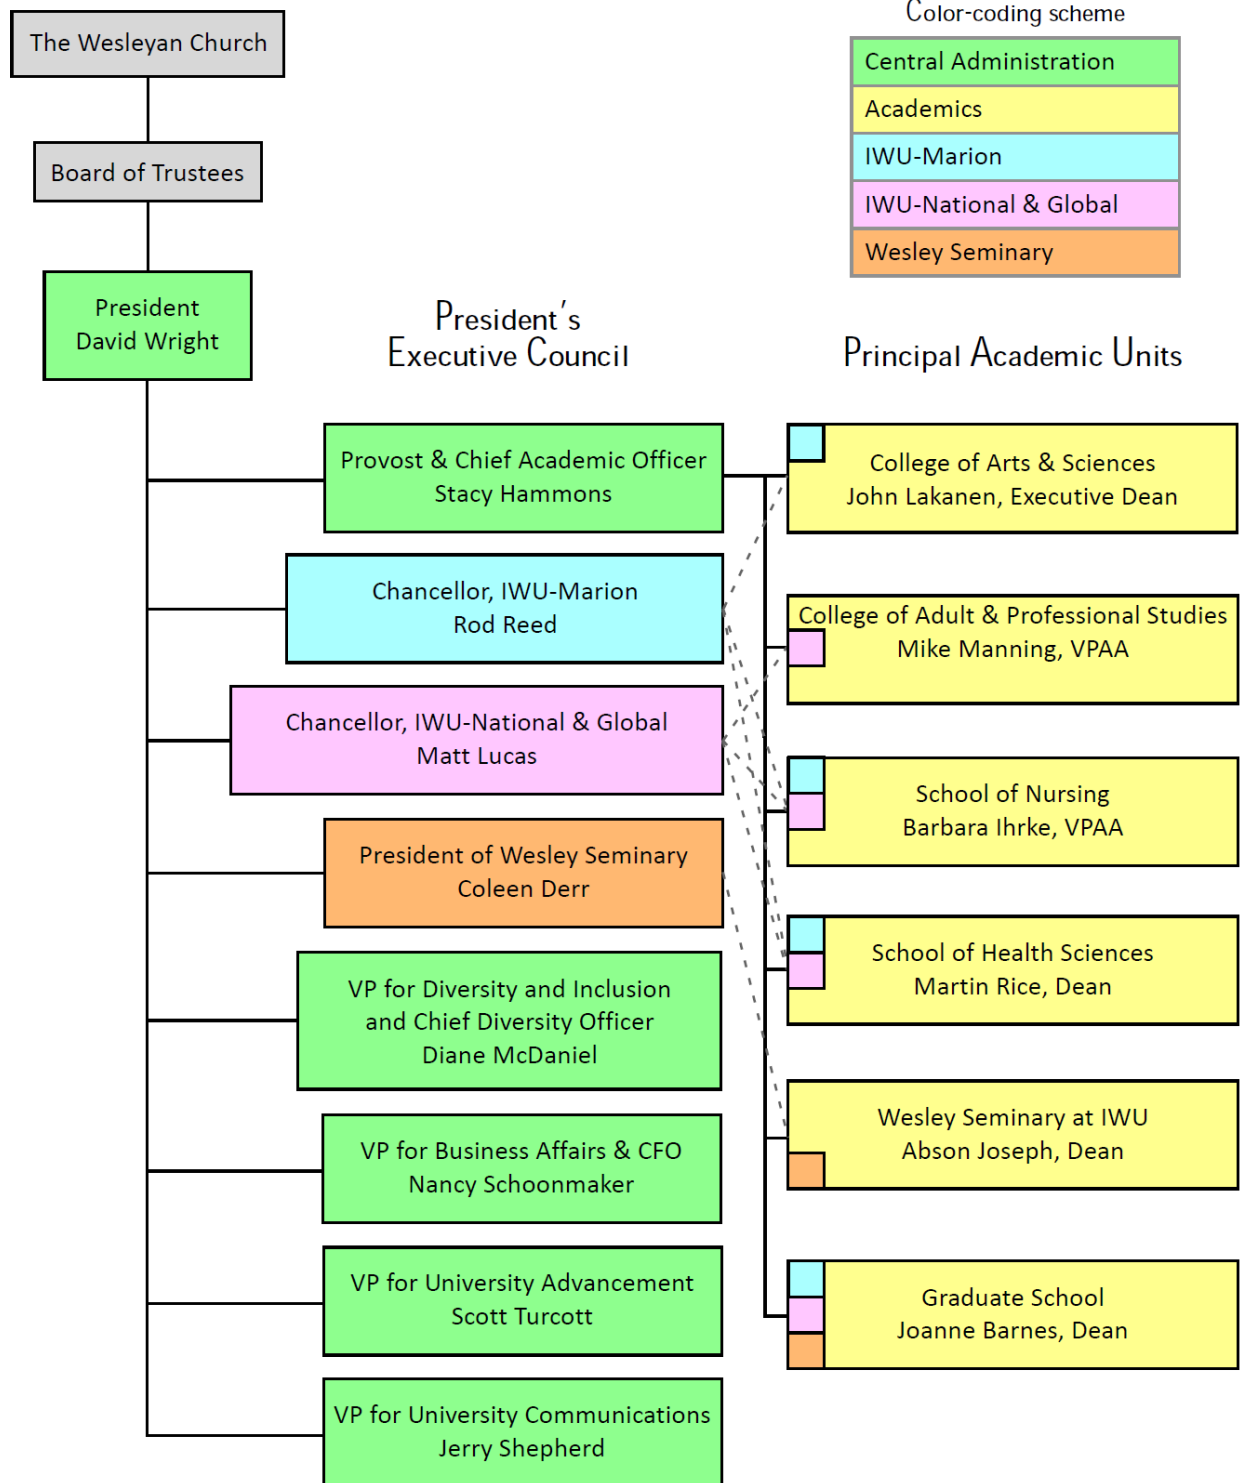 The Wesleyan Church
Board of Trustees
President
David Wright
Color-coding scheme
Central Administration
Academics
IWU-Marion
IWU-National & Global
Wesley Seminary
President's
Executive Council
Provost & Chief Academic Officer
Stacy Hammons
Chancellor, IWU-Marion
Rod Reed
Chancellor, IWU-National & Global
Matt Lucas
President of Wesley Seminary
Coleen Derr
VP for Diversity and Inclusion
and Chief Diversity Officer
Diane McDaniel
VP for Business Affairs & CFO
Nancy Schoonmaker
VP for University Advancement
Scott Turcott
VP for University Communications
Jerry Shepherd
Principal Academic Units
College of Arts & Sciences
John Lakanen, Executive Dean
College of Adult & Professional Studies
Mike Manning, VPAA
School of Nursing
Barbara Ihrke, VPAA
School of Health Sciences
Martin Rice, Dean
Wesley Seminary at IWU
Abson Joseph, Dean
Graduate School
Joanne Barnes, Dean